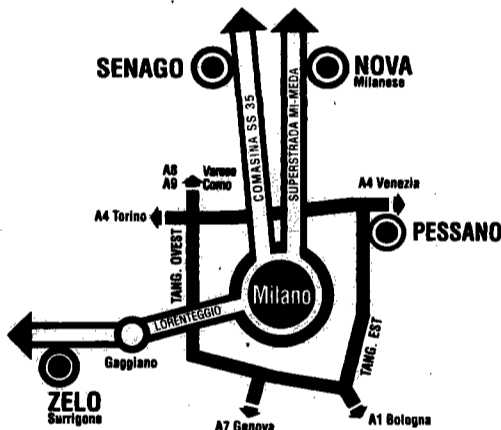 SENAGO
NOVA
Milanese
COMASINA SS 35
SUPERSTRADA MI-MEDA
A8 Varese
A9 Como
A4 Venezia
A4 Torino
PESSANO
TANG. OVEST
Milano
LORENTEGGIO
TANG. EST
Gaggiano
ZELO
Surrigone
A7 Genova
A1 Bologna